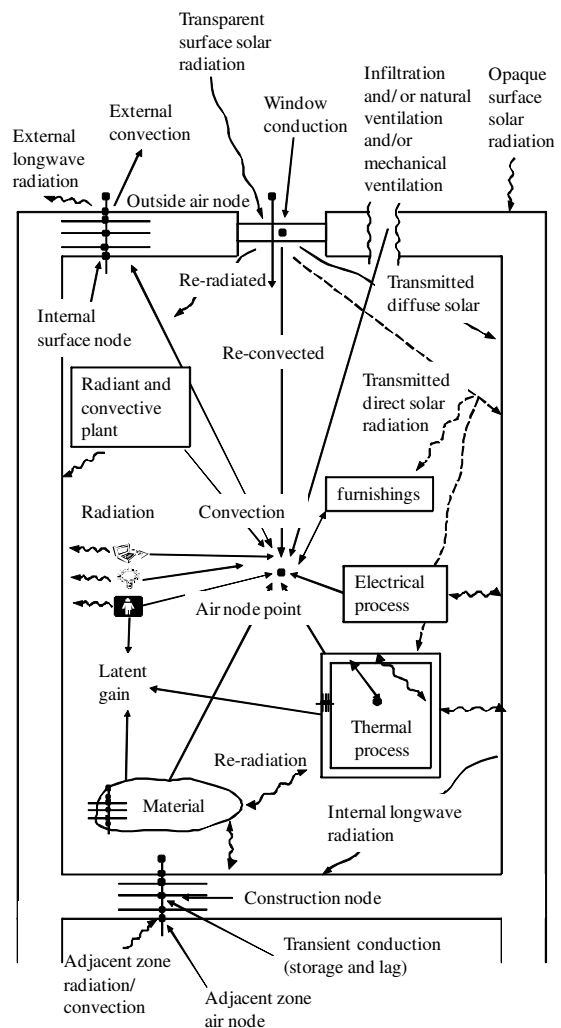 Transparent
surface solar
radiation
Infiltration
and/ or natural
ventilation
and/or
mechanical
ventilation
Opaque
surface
solar
radiation
Window
conduction
External
convection
External
longwave
radiation
Outside air node
Re-radiated
Transmitted
diffuse solar
Internal
surface node
Re-convected
Radiant and
convective
plant
Transmitted
direct solar
radiation
furnishings
Radiation
Convection
Electrical
process
Air node point
Latent
gain
Thermal
process
Re-radiation
Material
Internal longwave
radiation
Construction node
Transient conduction
(storage and lag)
Adjacent zone
radiation/
convection
Adjacent zone
air node